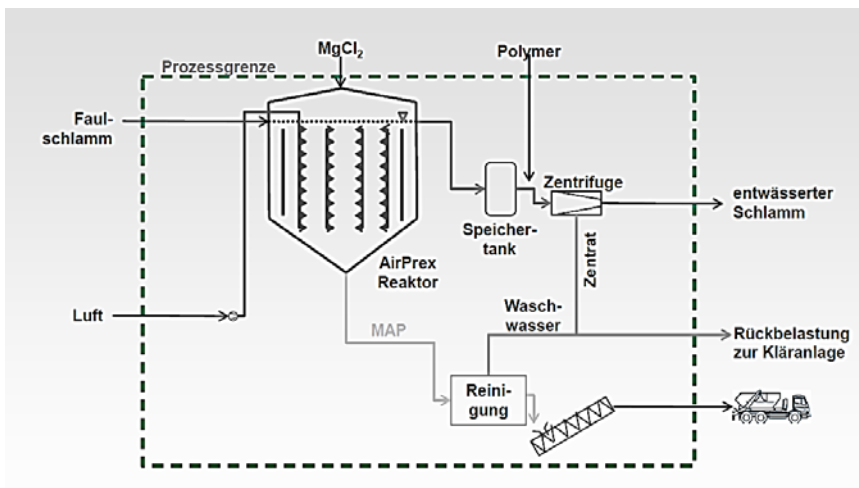 MgCl₂
Polymer
Prozessgrenze
Faul-
schlamm
Zentrifuge
entwässerter
Schlamm
Speicher-
tank
AirPrex
Reaktor
Zentrat
Luft
MAP
Wasch-
wasser
Rückbelastung
zur Kläranlage
Reini-
gung